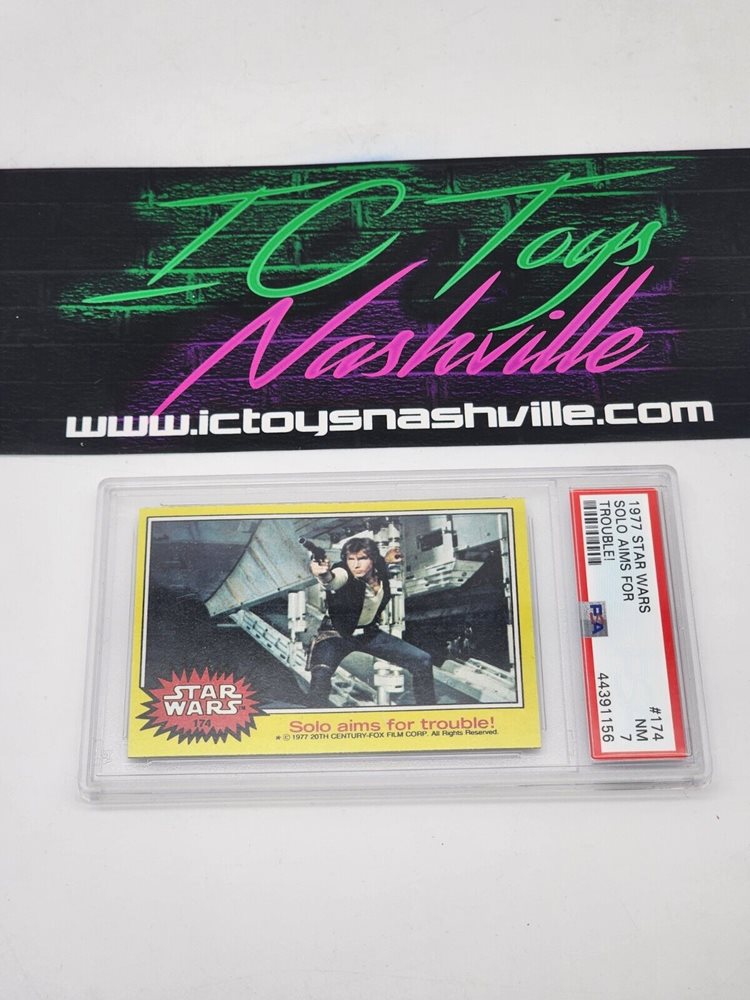 IC Toys
Nashville
www.ictoysnashville.com
STAR
WARS
174
Solo aims for trouble!
★ © 1977 20TH CENTURY-FOX FILM CORP. All Rights Reserved.
1977 STAR WARS
SOLO AIMS FOR
TROUBLE!
#174
NM
7
PSA
44391156